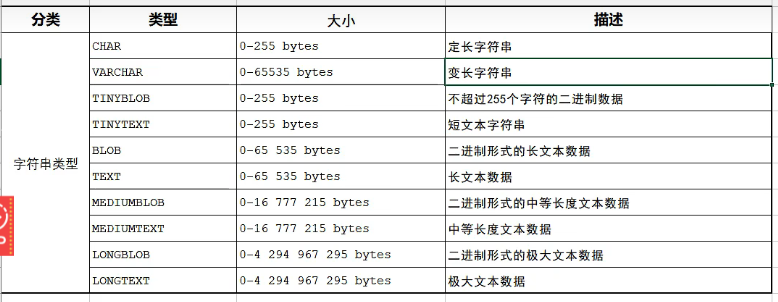 分类 类型 大小 描述
字符串类型
CHAR 0-255 bytes 定长字符串
VARCHAR 0-65535 bytes 变长字符串
TINYBLOB 0-255 bytes 不超过255个字符的二进制数据
TINYTEXT 0-255 bytes 短文本字符串
BLOB 0-65 535 bytes 二进制形式的长文本数据
TEXT 0-65 535 bytes 长文本数据
MEDIUMBLOB 0-16 777 215 bytes 二进制形式的中等长度文本数据
MEDIUMTEXT 0-16 777 215 bytes 中等长度文本数据
LONGBLOB 0-4 294 967 295 bytes 二进制形式的极大文本数据
LONGTEXT 0-4 294 967 295 bytes 极大文本数据